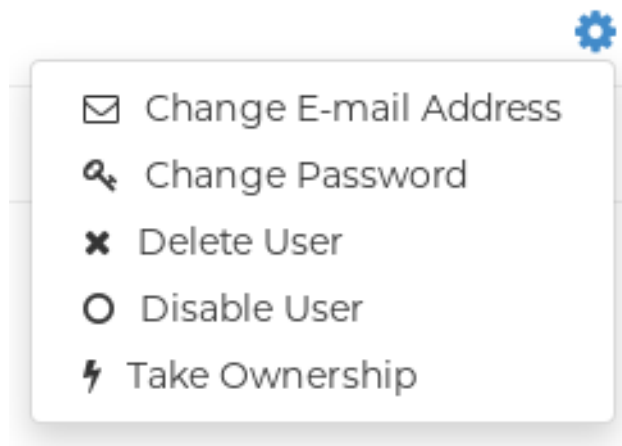 Change E-mail Address
Change Password
Delete User
Disable User
Take Ownership